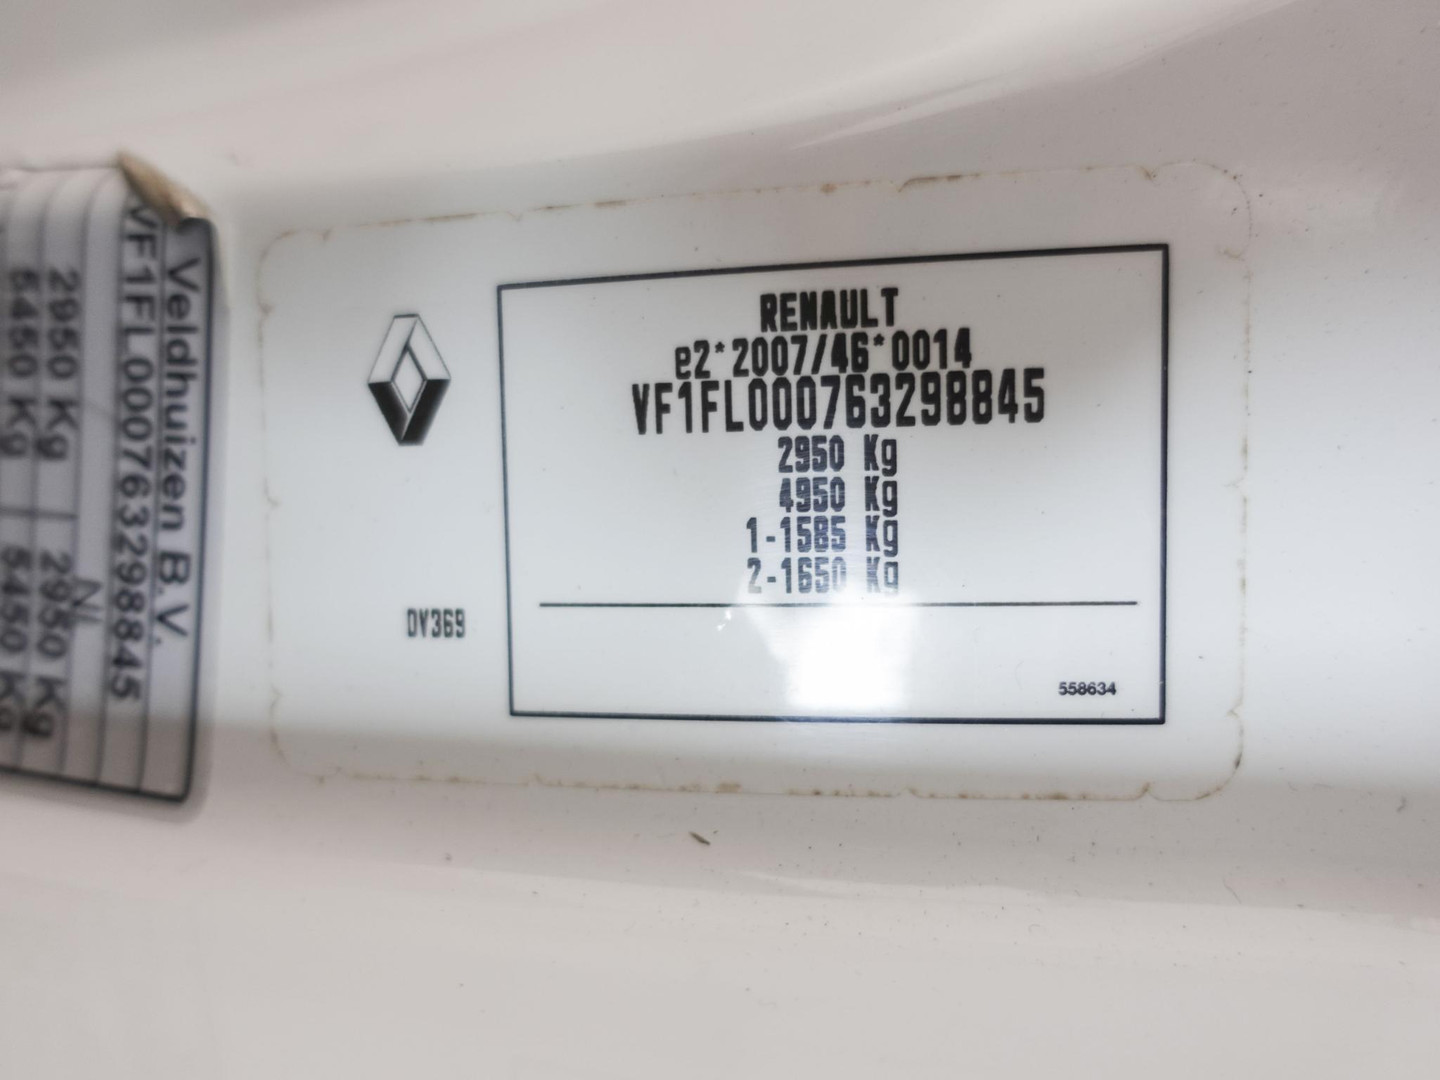 Veldhuizen B.V.
VF1FL000763298845
2950 Kg
2950 Kg
5450 Kg
5450 Kg
RENAULT
e2*2007/46*0014
VF1FL000763298845
2950 Kg
4950 Kg
1-1585 Kg
2-1650 Kg
DV369
558634